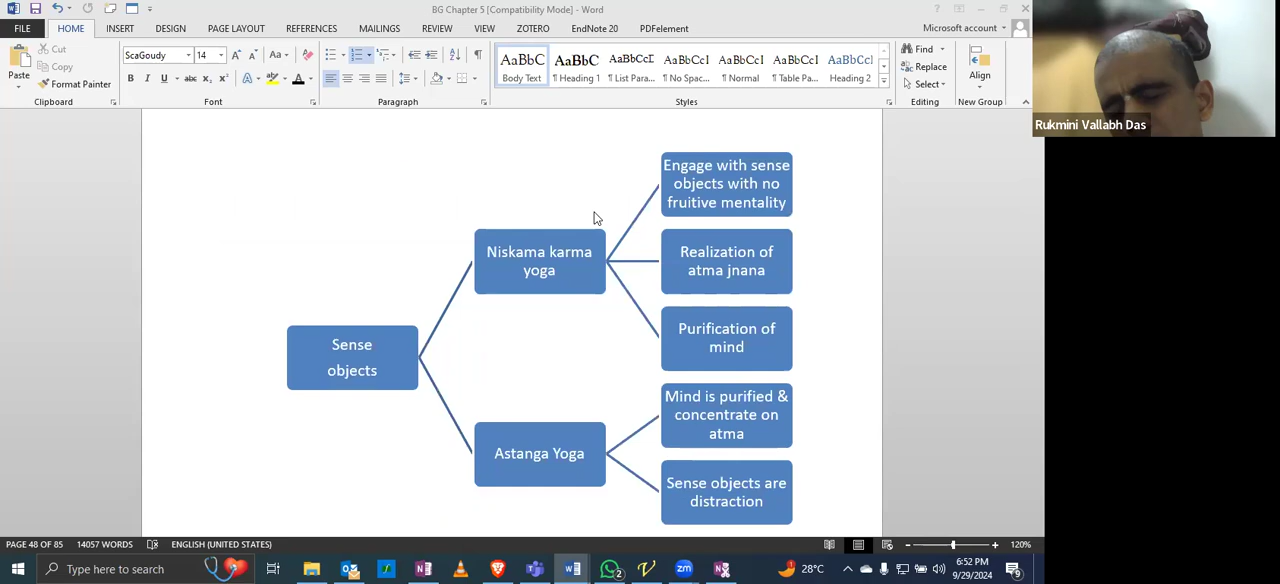 BG Chapter 5 [Compatibility Mode] - Word
FILE HOME INSERT DESIGN PAGE LAYOUT REFERENCES MAILINGS REVIEW VIEW ZOTERO EndNote 20 PDFelement Microsoft account
Paste
Cut
Copy
Format Painter
ScaGoudy 14
AaBbC AaBbC AaBbCcD AaBbCcI AaBbCcI AaBbCcI AaBbCcl
Body Text ¶ Heading 1 ¶ List Para... ¶ No Spac... ¶ Normal ¶ Table Pa... Heading 2
Find
Replace
Select
Align
Clipboard Font Paragraph Styles Editing New Group
Rukmini Vallabh Das
Sense
objects
Niskama karma
yoga
Engage with sense
objects with no
fruitive mentality
Realization of
atma jnana
Purification of
mind
Astanga Yoga
Mind is purified &
concentrate on
atma
Sense objects are
distraction
PAGE 48 OF 85 14057 WORDS ENGLISH (UNITED STATES) 120%
Type here to search
28°C
6:52 PM
9/29/2024